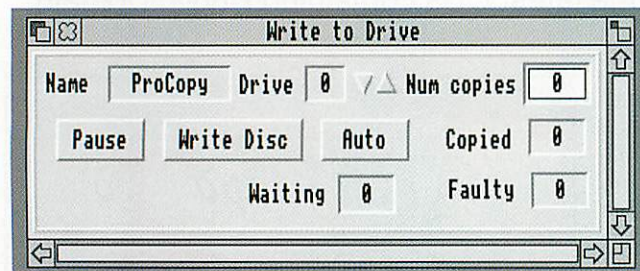 Write to Drive
Name ProCopy Drive 0 Num copies 0
Pause Write Disc Auto Copied 0
Waiting 0 Faulty 0